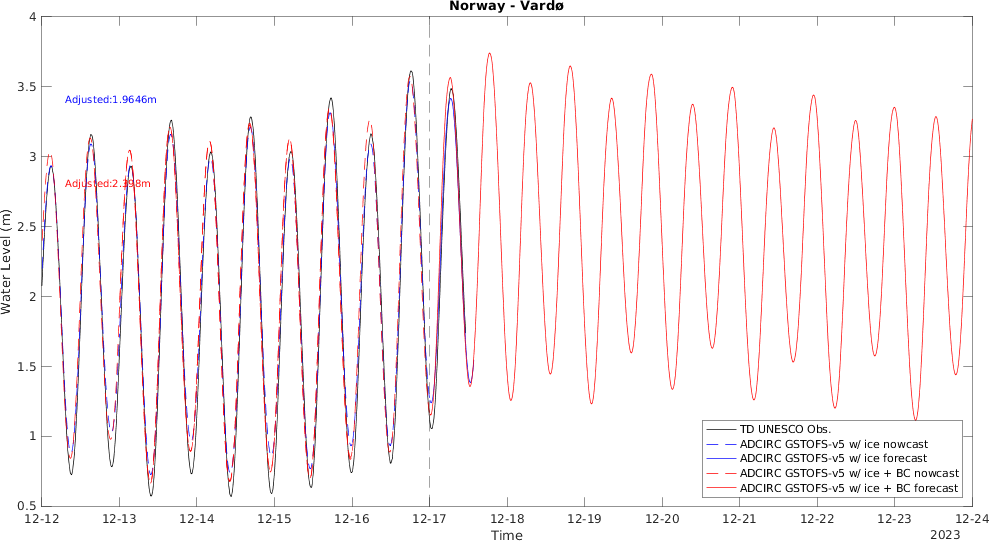 Norway - Vardø
4
3.5
3
2.5
2
1.5
1
0.5
Water Level (m)
Adjusted:1.9646m
Adjusted:2.398m
TD UNESCO Obs.
ADCIRC GSTOFS-v5 w/ ice nowcast
ADCIRC GSTOFS-v5 w/ ice forecast
ADCIRC GSTOFS-v5 w/ ice + BC nowcast
ADCIRC GSTOFS-v5 w/ ice + BC forecast
12-12 12-13 12-14 12-15 12-16 12-17 12-18 12-19 12-20 12-21 12-22 12-23 12-24
Time
2023